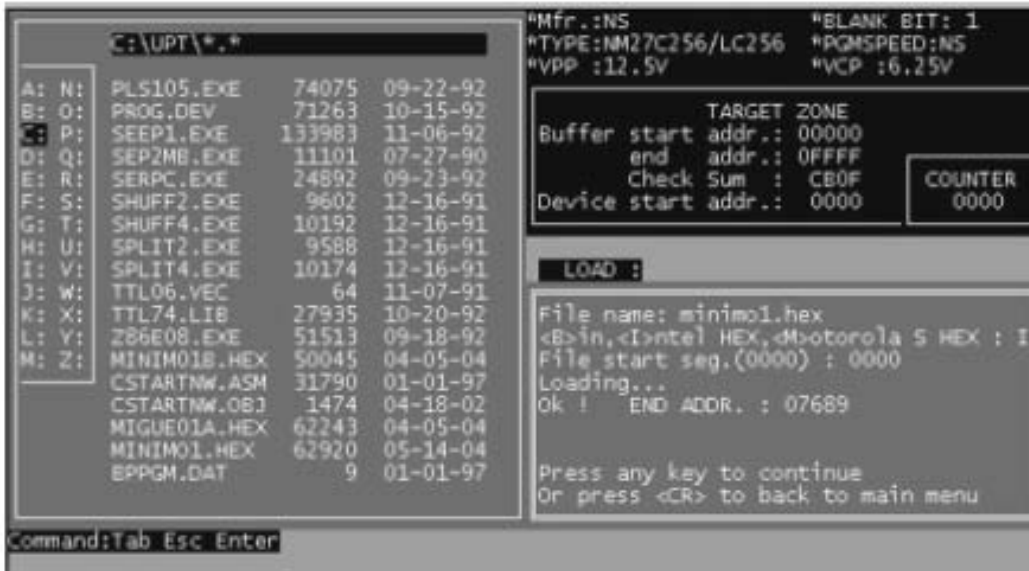 C:\UPT\*.*
A: N:
B: O:
C: P:
D: Q:
E: R:
F: S:
G: T:
H: U:
I: V:
J: W:
K: X:
L: Y:
M: Z:
PLS105.EXE 74075 09-22-92
PROG.DEV 71263 10-15-92
SEEP1.EXE 133983 11-06-92
SEP2MB.EXE 11101 07-27-90
SERPC.EXE 24892 09-23-92
SHUFF2.EXE 9602 12-16-91
SHUFF4.EXE 10192 12-16-91
SPLIT2.EXE 9588 12-16-91
SPLIT4.EXE 10174 12-16-91
TTL06.VEC 64 11-07-91
TTL74.LIB 27935 10-20-92
Z86E08.EXE 51513 09-18-92
MINIMO1B.HEX 50045 04-05-04
CSTARTNW.ASM 31790 01-01-97
CSTARTNW.OBJ 1474 04-18-02
MIGUE01A.HEX 62243 04-05-04
MINIMO1.HEX 62920 05-14-04
BPPGM.DAT 9 01-01-97
Command:Tab Esc Enter
*Mfr.:NS *BLANK BIT: 1
*TYPE:NM27C256/LC256 *PGMSPEED:NS
*VPP :12.5V *VCP :6.25V
TARGET ZONE
Buffer start addr.: 00000
end addr.: 0FFFF
Check Sum : CB0F
Device start addr.: 0000
COUNTER
0000
LOAD :
File name: minimo1.hex
<B>in,<I>ntel HEX,<M>otorola S HEX : I
File start seg.(0000) : 0000
Loading...
Ok ! END ADDR. : 07689
Press any key to continue
Or press <CR> to back to main menu